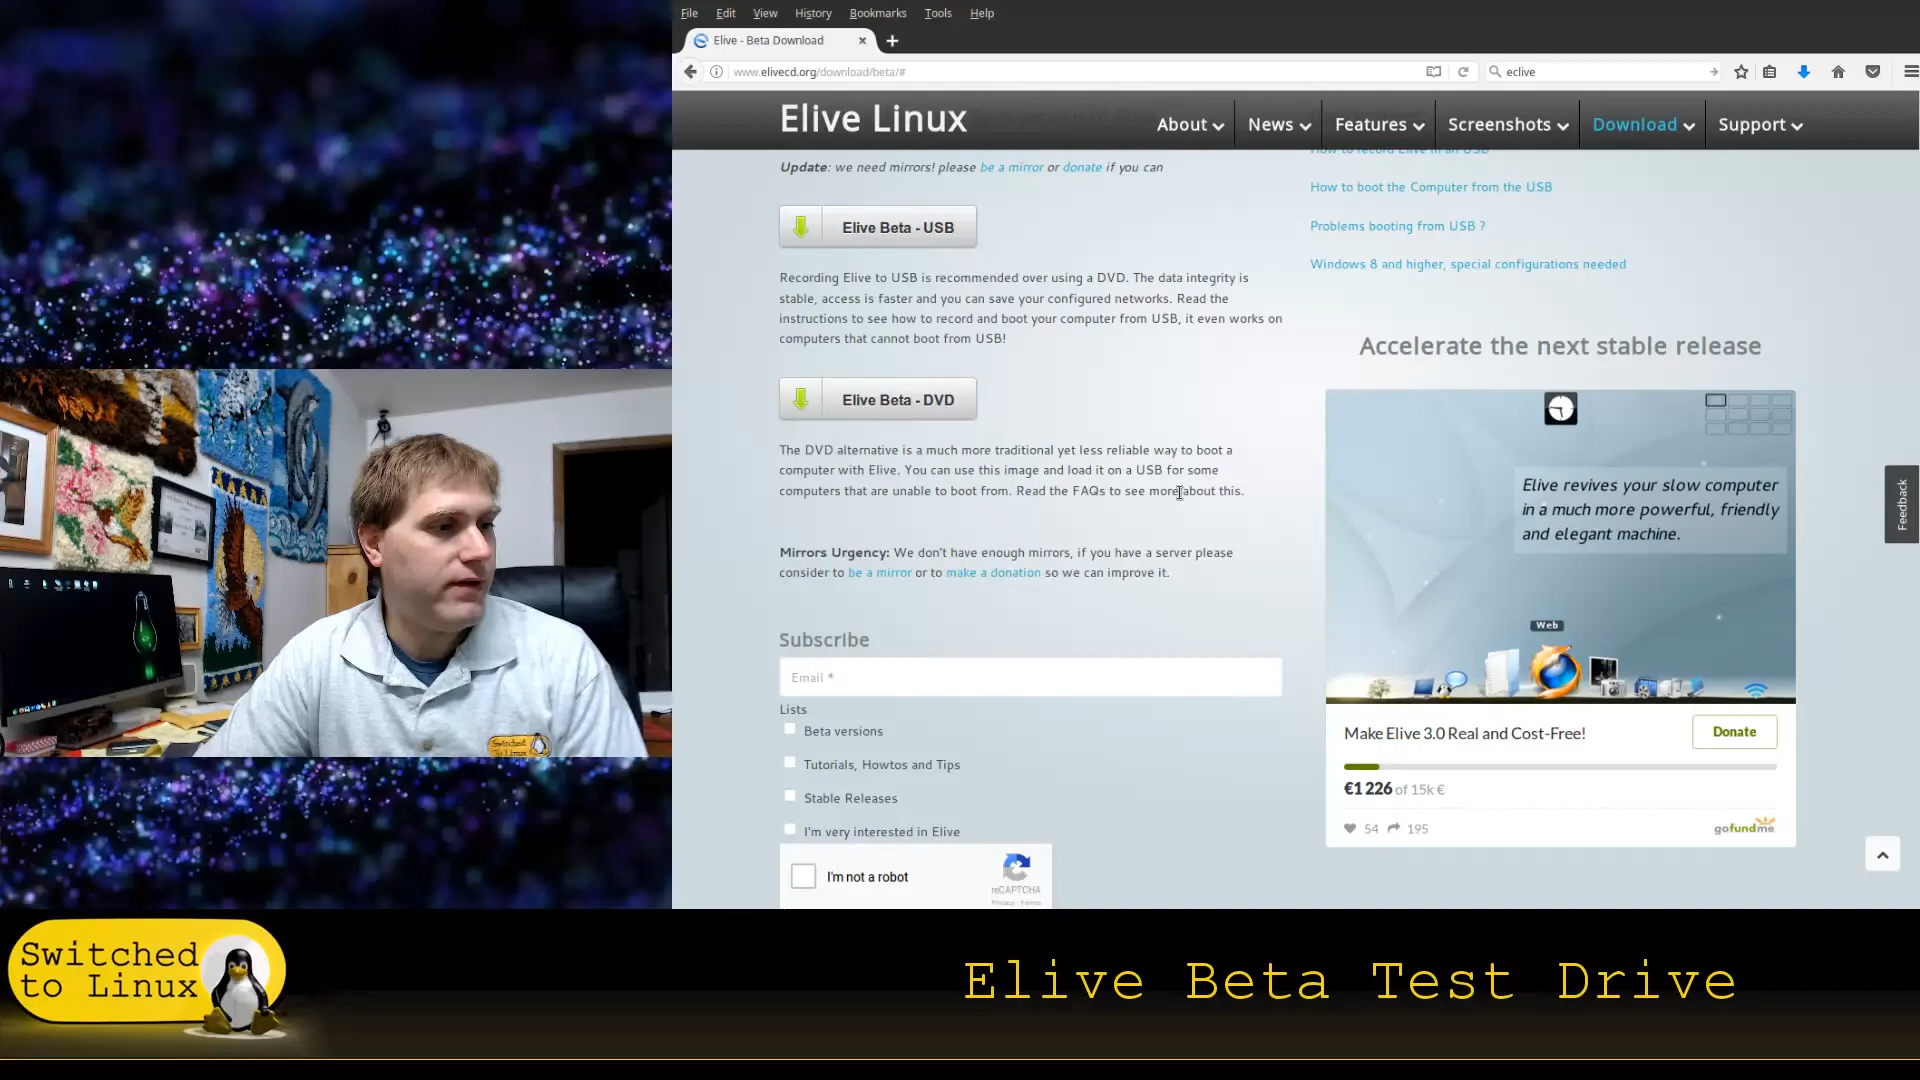 File Edit View History Bookmarks Tools Help
Elive - Beta Download
www.elivecd.org/download/beta/#
eclive
Elive Linux
About News Features Screenshots Download Support
Update: we need mirrors! please be a mirror or donate if you can
Elive Beta - USB
Recording Elive to USB is recommended over using a DVD. The data integrity is
stable, access is faster and you can save your configured networks. Read the
instructions to see how to record and boot your computer from USB, it even works on
computers that cannot boot from USB!
Elive Beta - DVD
The DVD alternative is a much more traditional yet less reliable way to boot a
computer with Elive. You can use this image and load it on a USB for some
computers that are unable to boot from. Read the FAQs to see more about this.
Mirrors Urgency: We don't have enough mirrors, if you have a server please
consider to be a mirror or to make a donation so we can improve it.
Subscribe
Email *
Lists
Beta versions
Tutorials, Howtos and Tips
Stable Releases
I'm very interested in Elive
I'm not a robot
reCAPTCHA
Privacy - Terms
How to record Elive in an USB
How to boot the Computer from the USB
Problems booting from USB ?
Windows 8 and higher, special configurations needed
Accelerate the next stable release
Elive revives your slow computer
in a much more powerful, friendly
and elegant machine.
Web
Make Elive 3.0 Real and Cost-Free!
Donate
€1 226 of 15k €
54 195
gofundme
Feedback
Switched
to Linux
Switched
to Linux
Elive Beta Test Drive